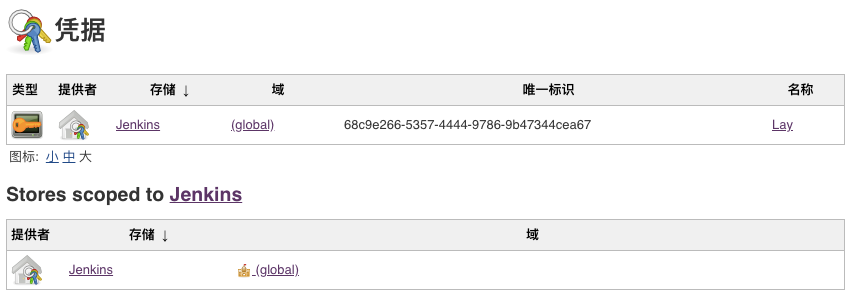 凭据
类型 提供者 存储 ↓ 域 唯一标识 名称
Jenkins (global) 68c9e266-5357-4444-9786-9b47344cea67 Lay
图标: 小 中 大
Stores scoped to Jenkins
提供者 存储 ↓ 域
Jenkins (global)